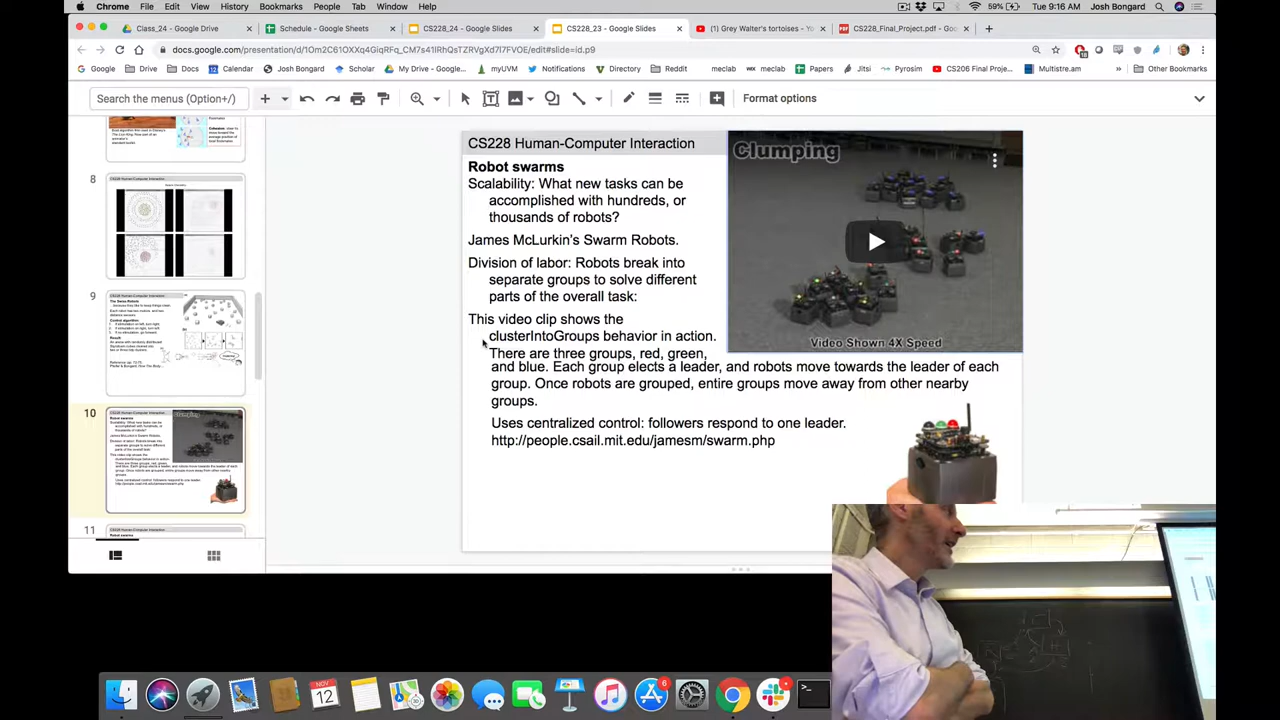 Chrome File Edit View History Bookmarks People Tab Window Help
59% Tue 9:16 AM Josh Bongard
Class_24 - Google Drive
Schedule - Google Sheets
CS228_24 - Google Slides
CS228_23 - Google Slides
Grey Walter's tortoises - Yo
CS228_Final_Project.pdf - Goo
docs.google.com/presentation/d/1Om2C61OXXq4GiqRFq_CM7s41RhQsTZRVgXd7I7FVOE/edit#slide=id.p9
Google Drive Docs Calendar Josh Bongard Scholar My Drive - Google... myUVM Notifications Directory Reddit meclab meclab Papers Jitsi Pyrosim CS206 Final Projec... Multistre.am » Other Bookmarks
Search the menus (Option+/)
Format options
8
9
10
11
CS228 Human-Computer Interaction
Robot swarms
Scalability: What new tasks can be
accomplished with hundreds, or
thousands of robots?
James McLurkin's Swarm Robots.
Division of labor: Robots break into
separate groups to solve different
parts of the overall task.
video clip shows the
behavior in action.
There are three groups, red, green,
and blue. Each group elects a leader, and robots move towards the leader of each
group. Once robots are grouped, entire groups move away from other nearby
groups.
Uses centralized control: followers respond to one leader.
http://people.csail.mit.edu/jamesm/swarm.php
Clumping
Down 4X Speed
NOV
12
6